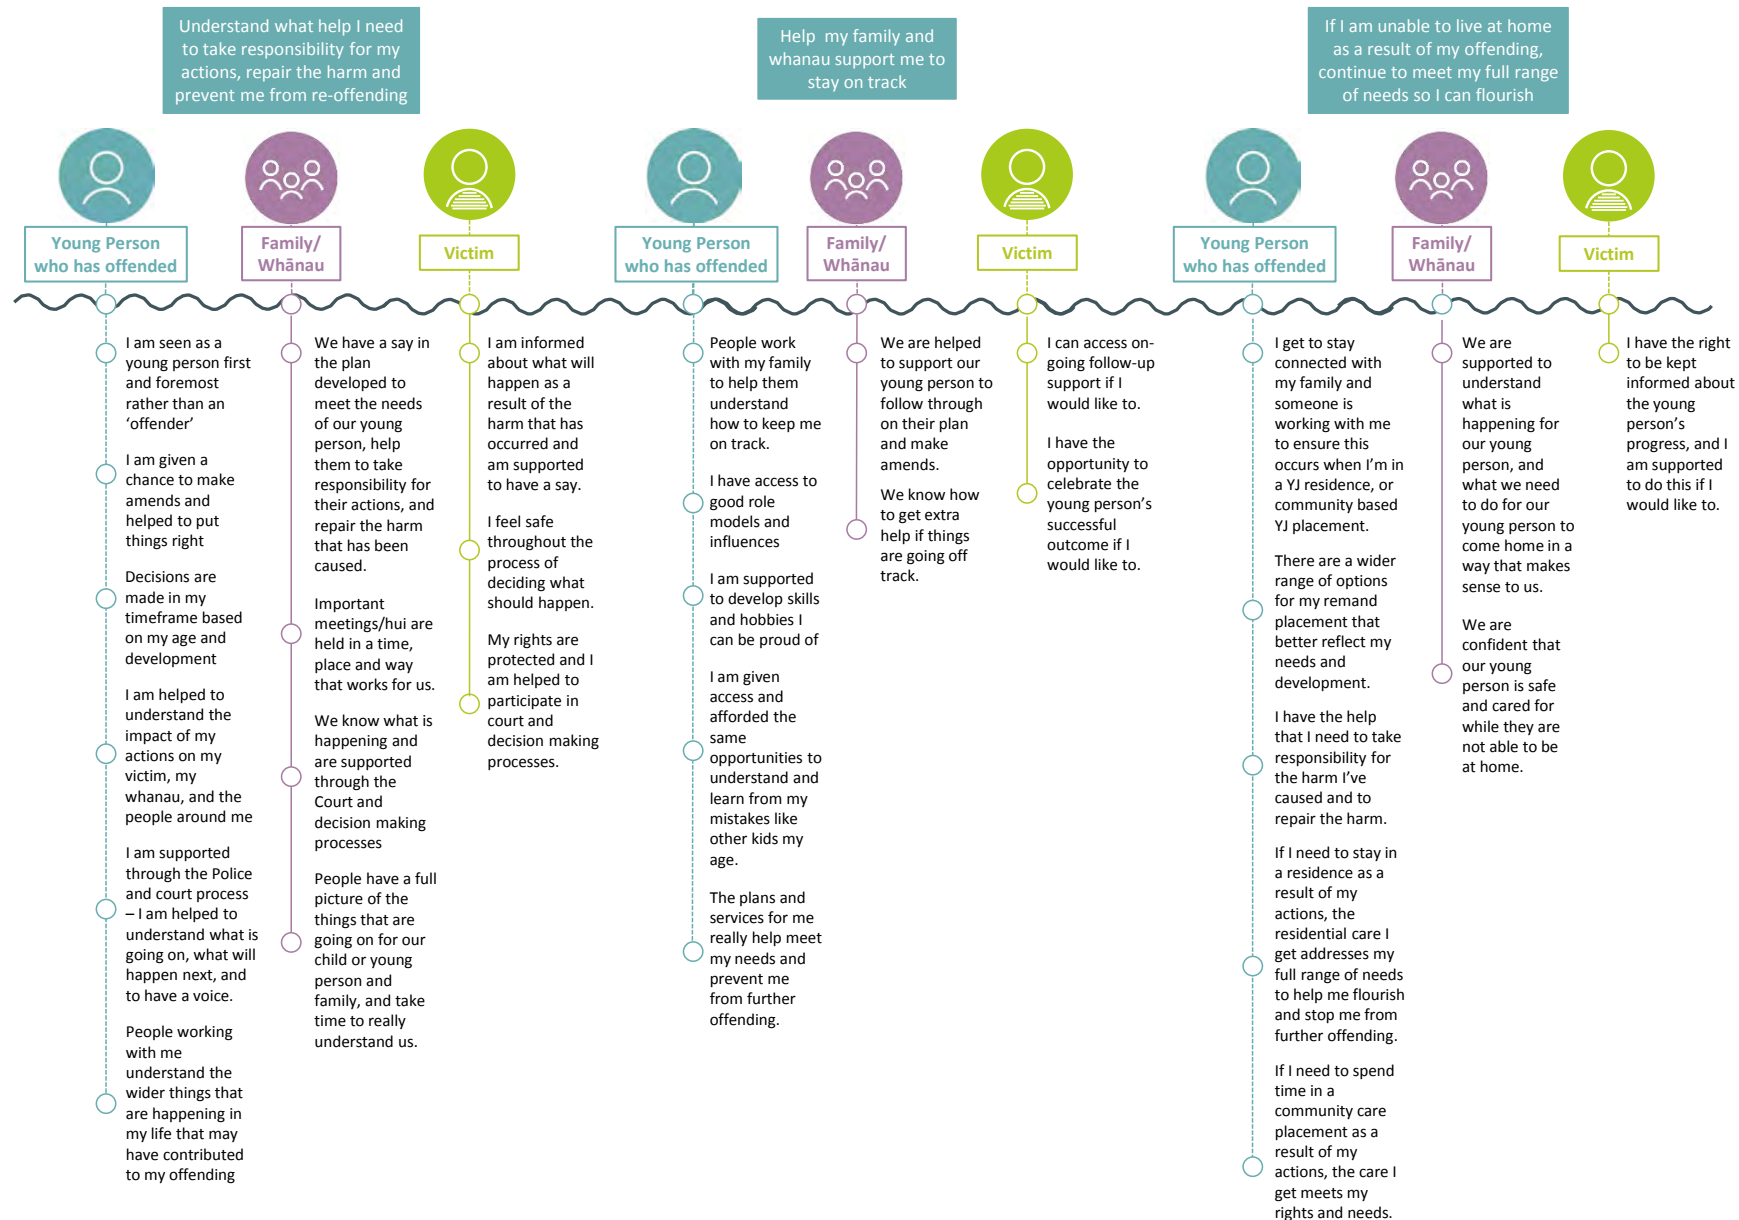 Understand what help I need
to take responsibility for my
actions, repair the harm and
prevent me from re-offending
Help my family and
whanau support me to
stay on track
If I am unable to live at home
as a result of my offending,
continue to meet my full range
of needs so I can flourish
Young Person
who has offended
Family/
Whānau
Victim
Young Person
who has offended
Family/
Whānau
Victim
Young Person
who has offended
Family/
Whānau
Victim
I am seen as a
young person first
and foremost
rather than an
‘offender’
I am given a
chance to make
amends and
helped to put
things right
Decisions are
made in my
timeframe based
on my age and
development
I am helped to
understand the
impact of my
actions on my
victim, my
whanau, and the
people around me
I am supported
through the Police
and court process
– I am helped to
understand what is
going on, what will
happen next, and
to have a voice.
People working
with me
understand the
wider things that
are happening in
my life that may
have contributed
to my offending
We have a say in
the plan
developed to
meet the needs
of our young
person, help
them to take
responsibility for
their actions, and
repair the harm
that has been
caused.
Important
meetings/hui are
held in a time,
place and way
that works for us.
We know what is
happening and
are supported
through the
Court and
decision making
processes
People have a full
picture of the
things that are
going on for our
child or young
person and
family, and take
time to really
understand us.
I am informed
about what will
happen as a
result of the
harm that has
occurred and
am supported
to have a say.
I feel safe
throughout the
process of
deciding what
should happen.
My rights are
protected and I
am helped to
participate in
court and
decision making
processes.
People work
with my family
to help them
understand
how to keep me
on track.
I have access to
good role
models and
influences
I am supported
to develop skills
and hobbies I
can be proud of
I am given
access and
afforded the
same
opportunities to
understand and
learn from my
mistakes like
other kids my
age.
The plans and
services for me
really help meet
my needs and
prevent me
from further
offending.
We are helped
to support our
young person to
follow through
on their plan
and make
amends.
We know how
to get extra
help if things
are going off
track.
I can access on-
going follow-up
support if I
would like to.
I have the
opportunity to
celebrate the
young person’s
successful
outcome if I
would like to.
I get to stay
connected with
my family and
someone is
working with me
to ensure this
occurs when I’m in
a YJ residence, or
community based
YJ placement.
There are a wider
range of options
for my remand
placement that
better reflect my
needs and
development.
I have the help
that I need to take
responsibility for
the harm I’ve
caused and to
repair the harm.
If I need to stay in
a residence as a
result of my
actions, the
residential care I
get addresses my
full range of needs
to help me flourish
and stop me from
further offending.
If I need to spend
time in a
community care
placement as a
result of my
actions, the care I
get meets my
rights and needs.
We are
supported to
understand
what is
happening for
our young
person, and
what we need
to do for our
young person to
come home in a
way that makes
sense to us.
We are
confident that
our young
person is safe
and cared for
while they are
not able to be
at home.
I have the right
to be kept
informed about
the young
person’s
progress, and I
am supported
to do this if I
would like to.